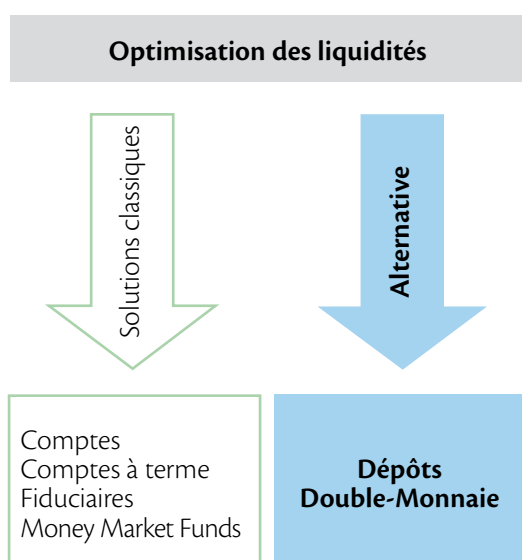 Optimisation des liquidités
Solutions classiques
Alternative
Comptes
Comptes à terme
Fiduciaires
Money Market Funds
Dépôts
Double-Monnaie